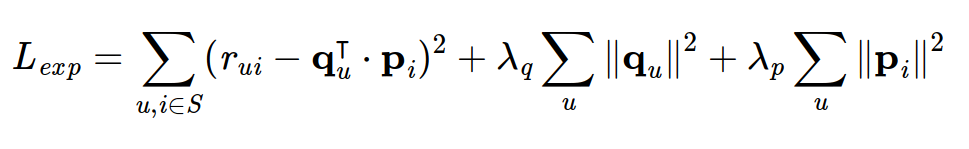 $L_{exp} = \sum_{u,i \in S} (r_{ui} - \mathbf{q}_u^\intercal \cdot \mathbf{p}_i)^2 + \lambda_q \sum_u \|\mathbf{q}_u\|^2 + \lambda_p \sum_u \|\mathbf{p}_i\|^2$